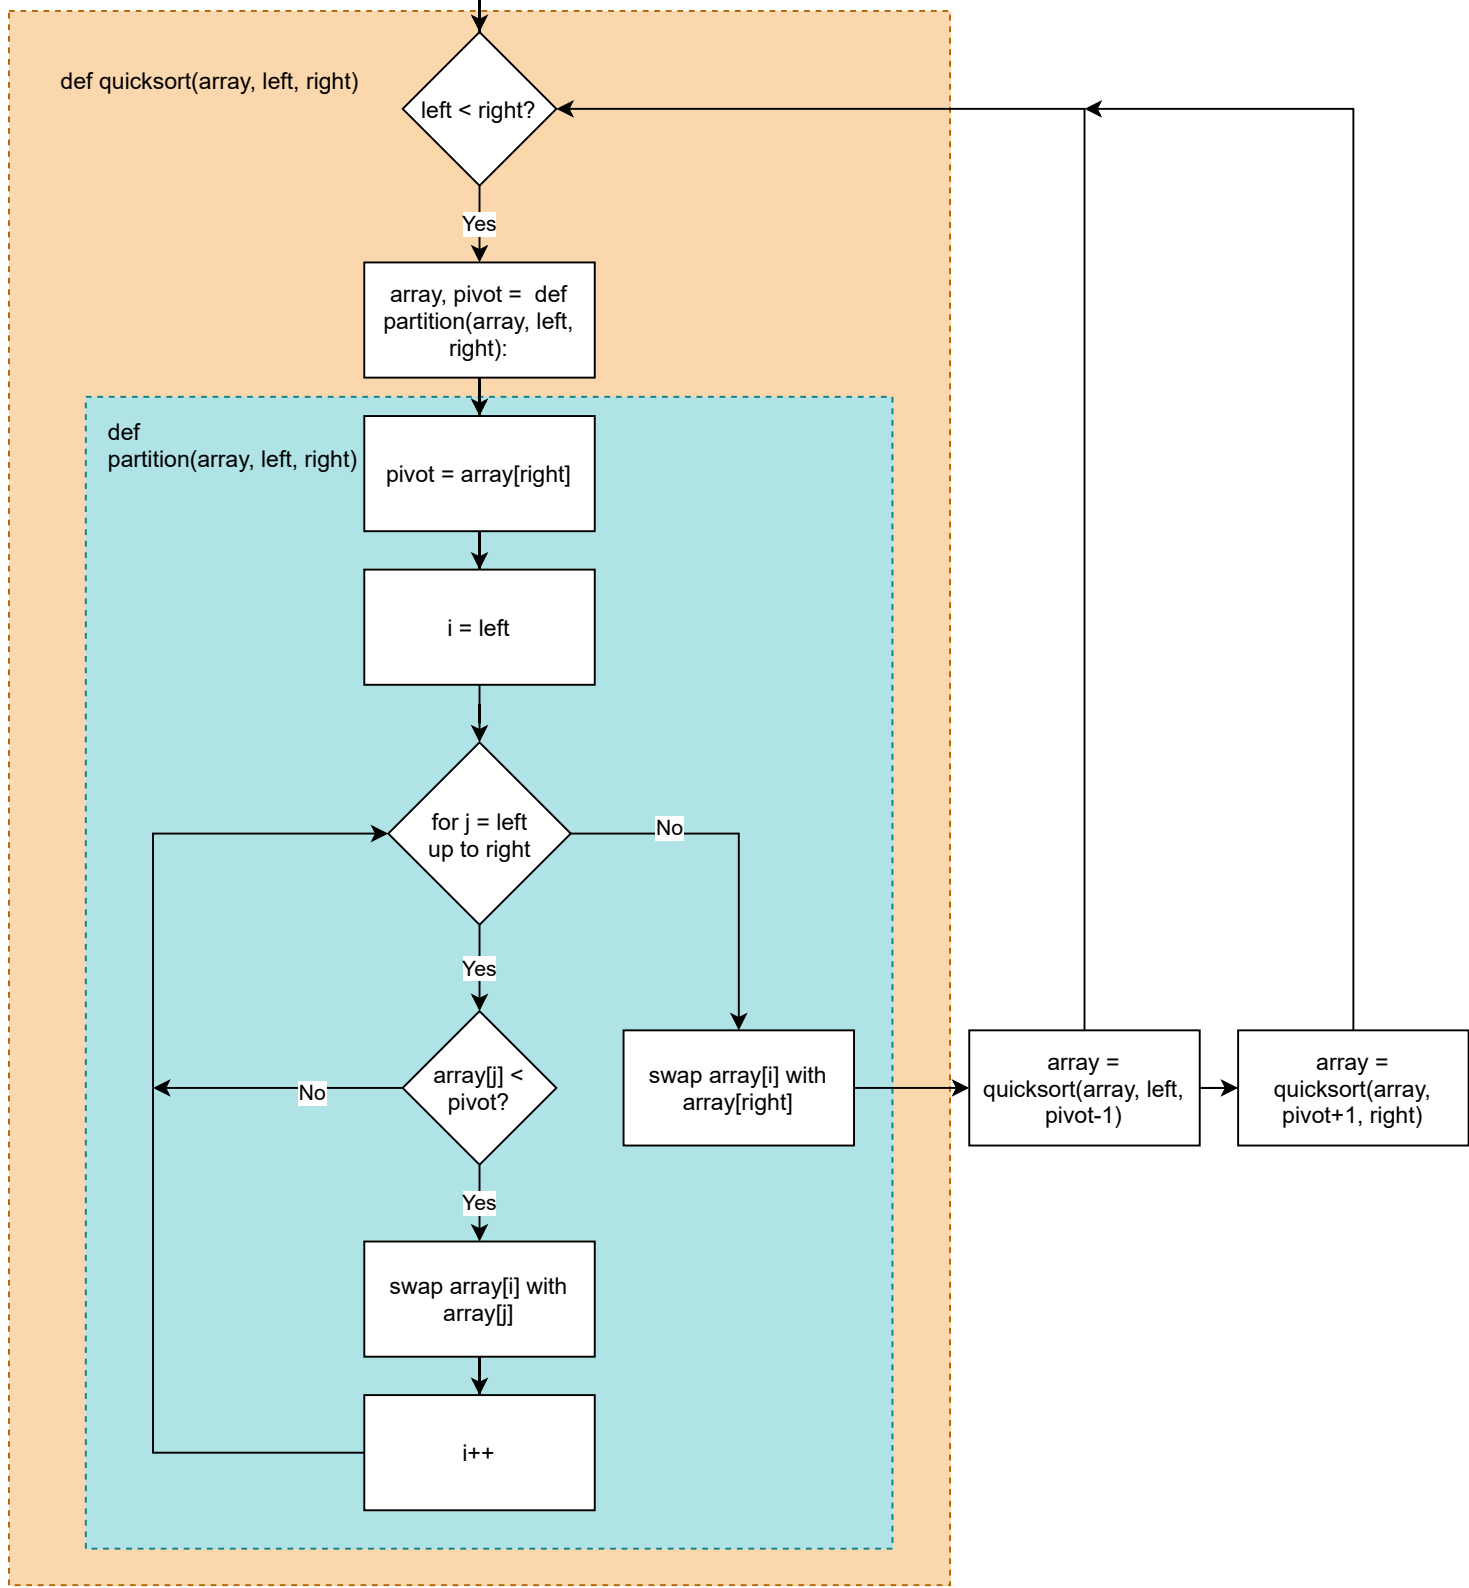 def quicksort(array, left, right)
left < right?
Yes
array, pivot = def
partition(array, left,
right):
def
partition(array, left, right)
pivot = array[right]
i = left
for j = left
up to right
No
Yes
array[j] <
pivot?
No
swap array[i] with
array[right]
array =
quicksort(array, left,
pivot-1)
array =
quicksort(array,
pivot+1, right)
Yes
swap array[i] with
array[j]
i++